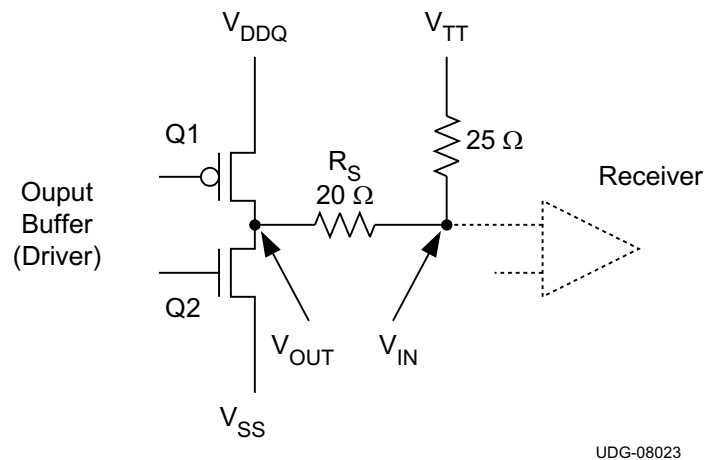 VDDQ
VTT
Q1
25 Ω
RS
20 Ω
Receiver
Ouput
Buffer
(Driver)
Q2
VOUT
VIN
VSS
UDG-08023